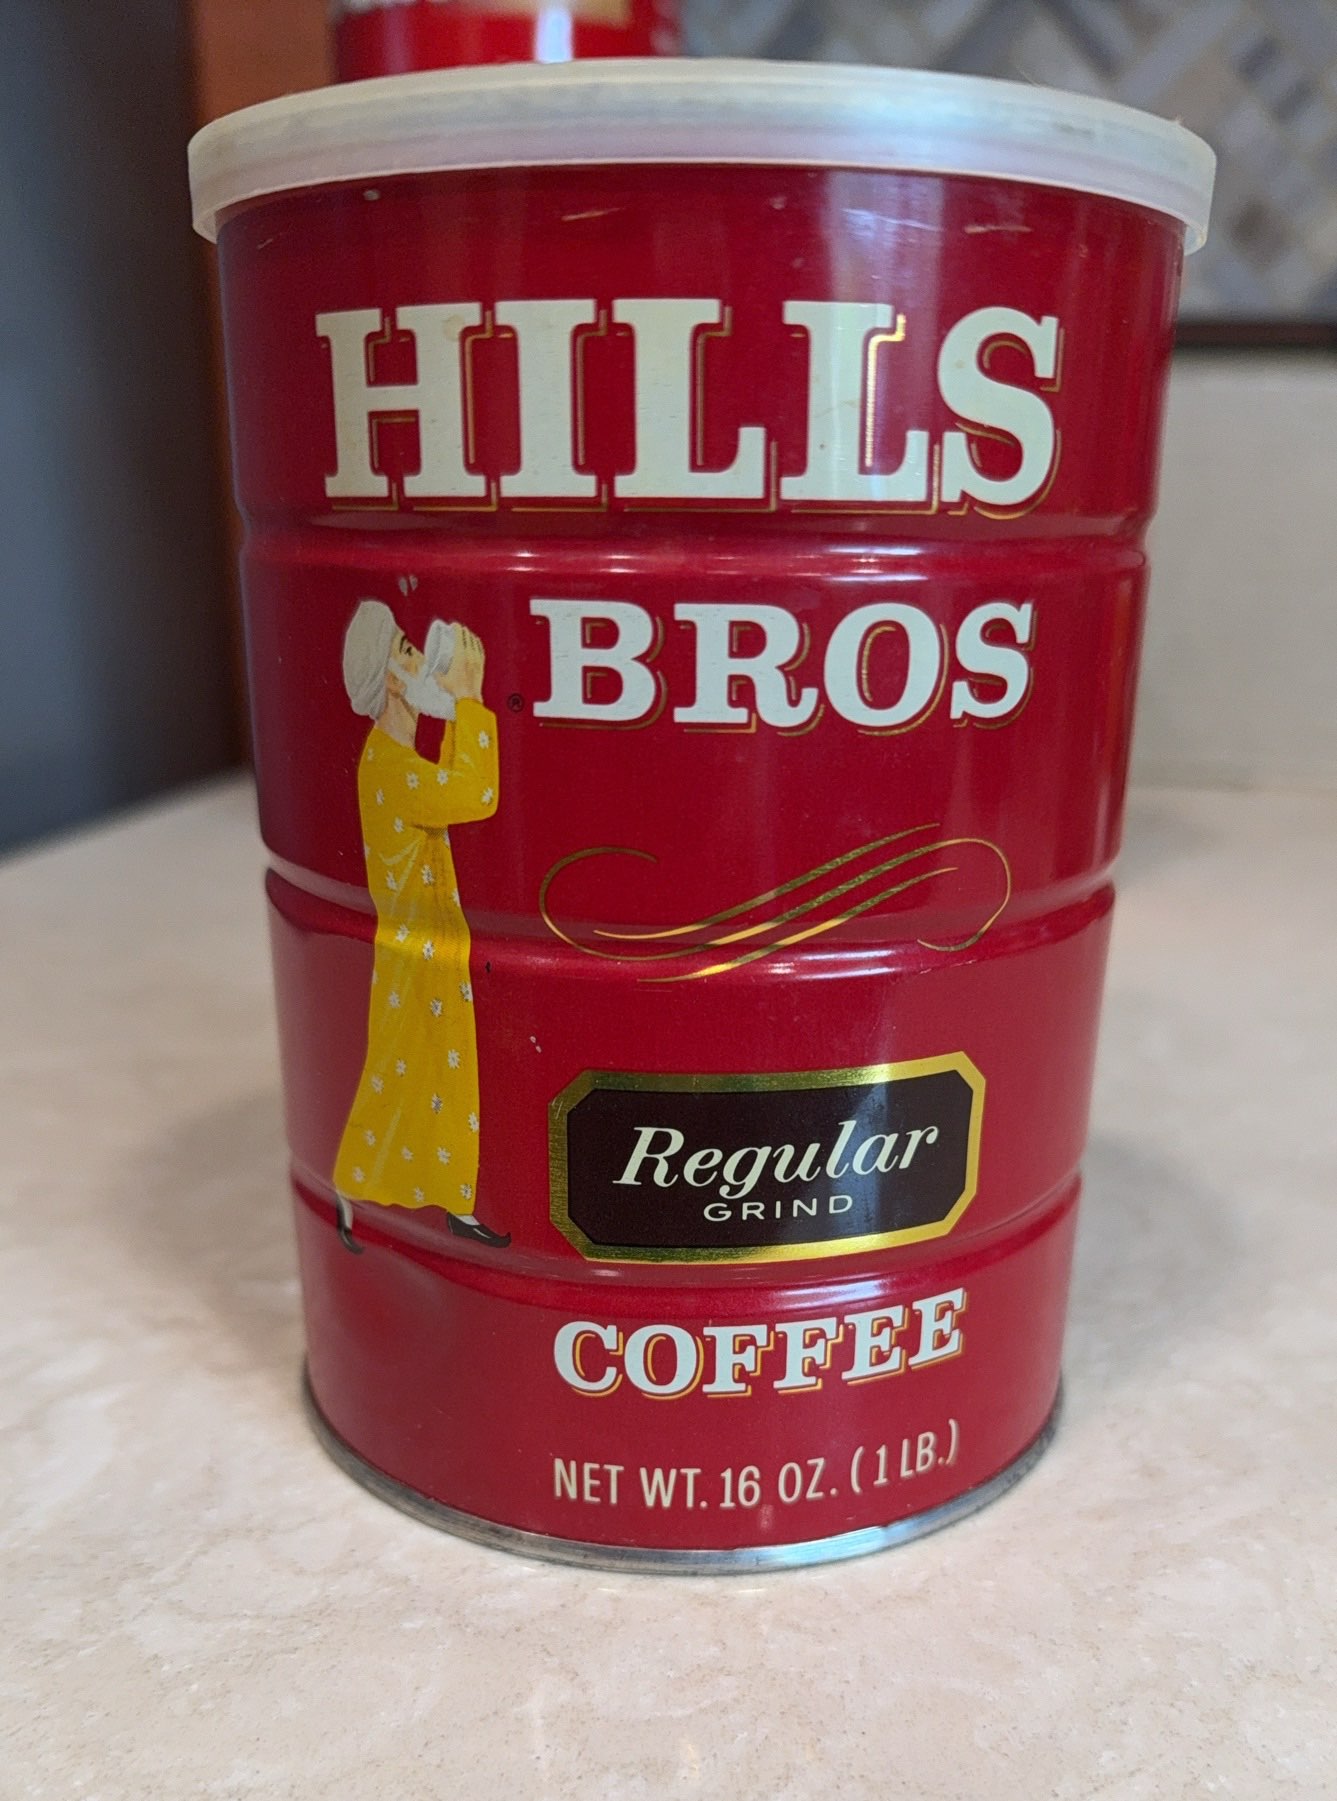 HILLS
® BROS
Regular
GRIND
COFFEE
NET WT. 16 OZ. (1 LB.)